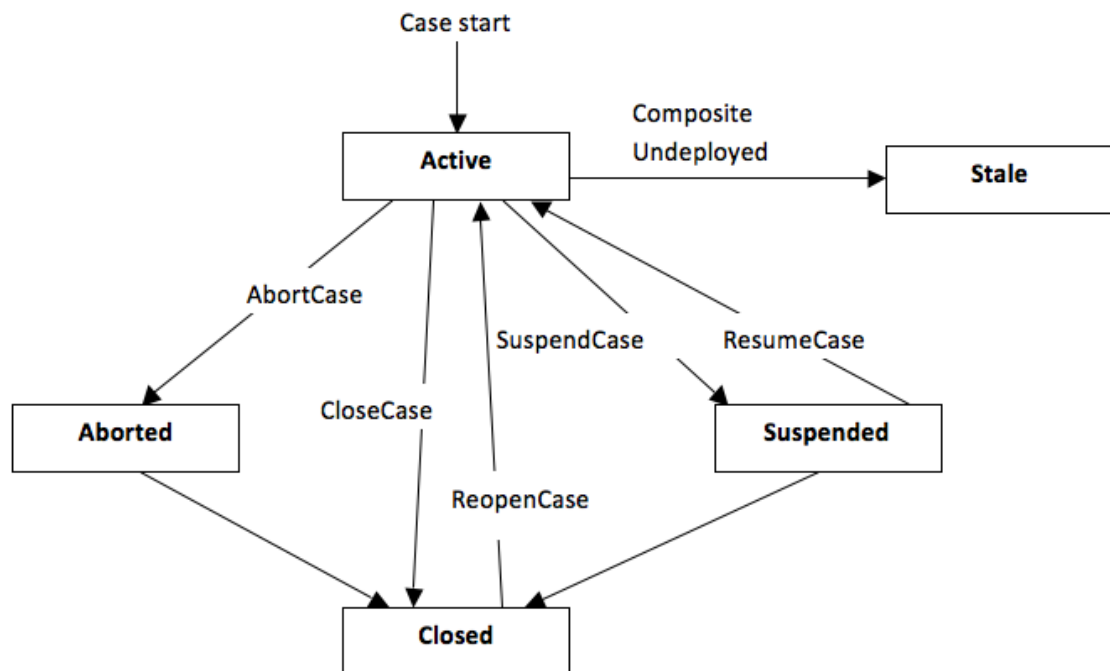 Case start
Composite
Undeployed
Active
Stale
AbortCase
SuspendCase
ResumeCase
CloseCase
Aborted
Suspended
ReopenCase
Closed